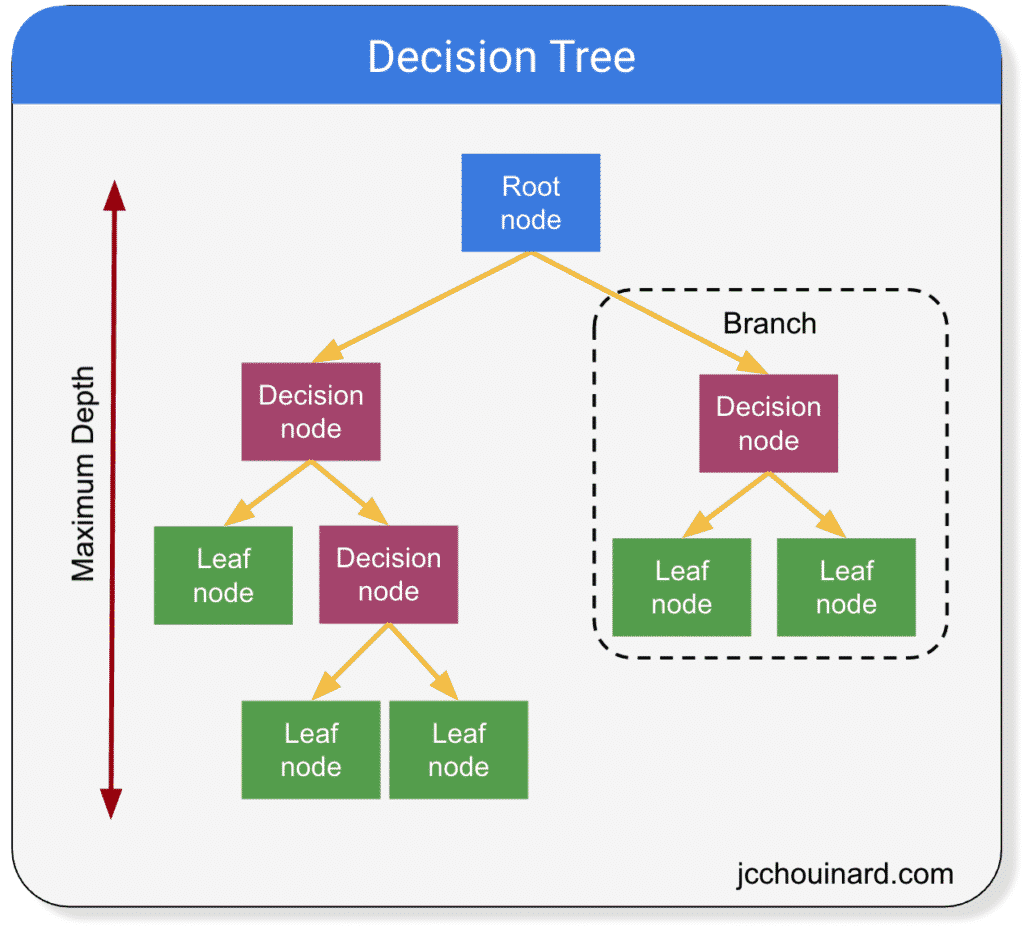 Decision Tree
Root
node
Branch
Maximum Depth
Decision
node
Decision
node
Leaf
node
Decision
node
Leaf
node
Leaf
node
Leaf
node
Leaf
node
jcchouinard.com